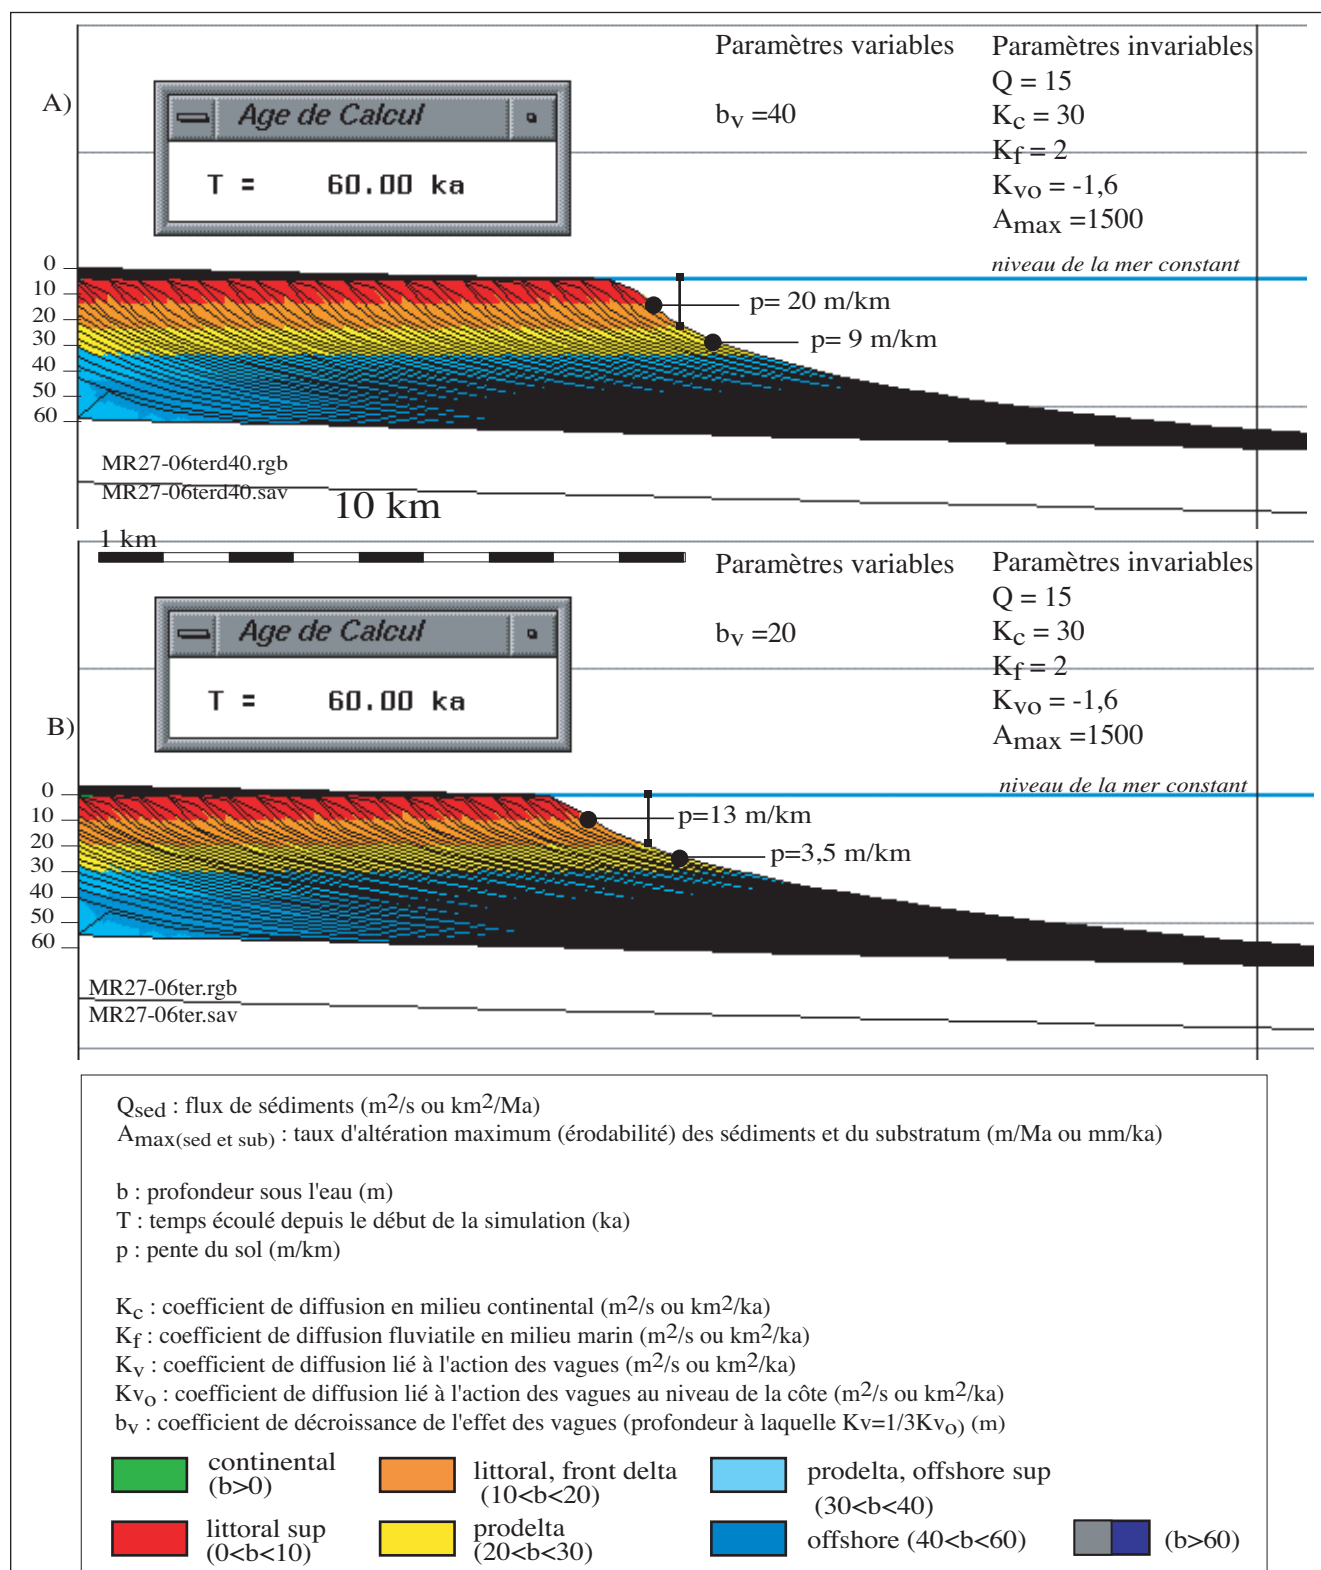 Paramètres variables
Paramètres invariables
A)
Age de Calcul
T = 60.00 ka
bv =40
Q = 15
Kc = 30
Kf = 2
Kvo = -1,6
Amax =1500
niveau de la mer constant
0
10
20
30
40
50
60
p= 20 m/km
p= 9 m/km
MR27-06terd40.rgb
MR27-06terd40.sav
10 km
1 km
Paramètres variables
Paramètres invariables
B)
Age de Calcul
T = 60.00 ka
bv =20
Q = 15
Kc = 30
Kf = 2
Kvo = -1,6
Amax =1500
niveau de la mer constant
0
10
20
30
40
50
60
p=13 m/km
p=3,5 m/km
MR27-06ter.rgb
MR27-06ter.sav
Qsed : flux de sédiments (m2/s ou km2/Ma)
Amax(sed et sub) : taux d'altération maximum (érodabilité) des sédiments et du substratum (m/Ma ou mm/ka)
b : profondeur sous l'eau (m)
T : temps écoulé depuis le début de la simulation (ka)
p : pente du sol (m/km)
Kc : coefficient de diffusion en milieu continental (m2/s ou km2/ka)
Kf : coefficient de diffusion fluviatile en milieu marin (m2/s ou km2/ka)
Kv : coefficient de diffusion lié à l'action des vagues (m2/s ou km2/ka)
Kvo : coefficient de diffusion lié à l'action des vagues au niveau de la côte (m2/s ou km2/ka)
bv : coefficient de décroissance de l'effet des vagues (profondeur à laquelle Kv=1/3Kvo) (m)
continental
(b>0)
littoral, front delta
(10<b<20)
prodelta, offshore sup
(30<b<40)
littoral sup
(0<b<10)
prodelta
(20<b<30)
offshore (40<b<60)
(b>60)